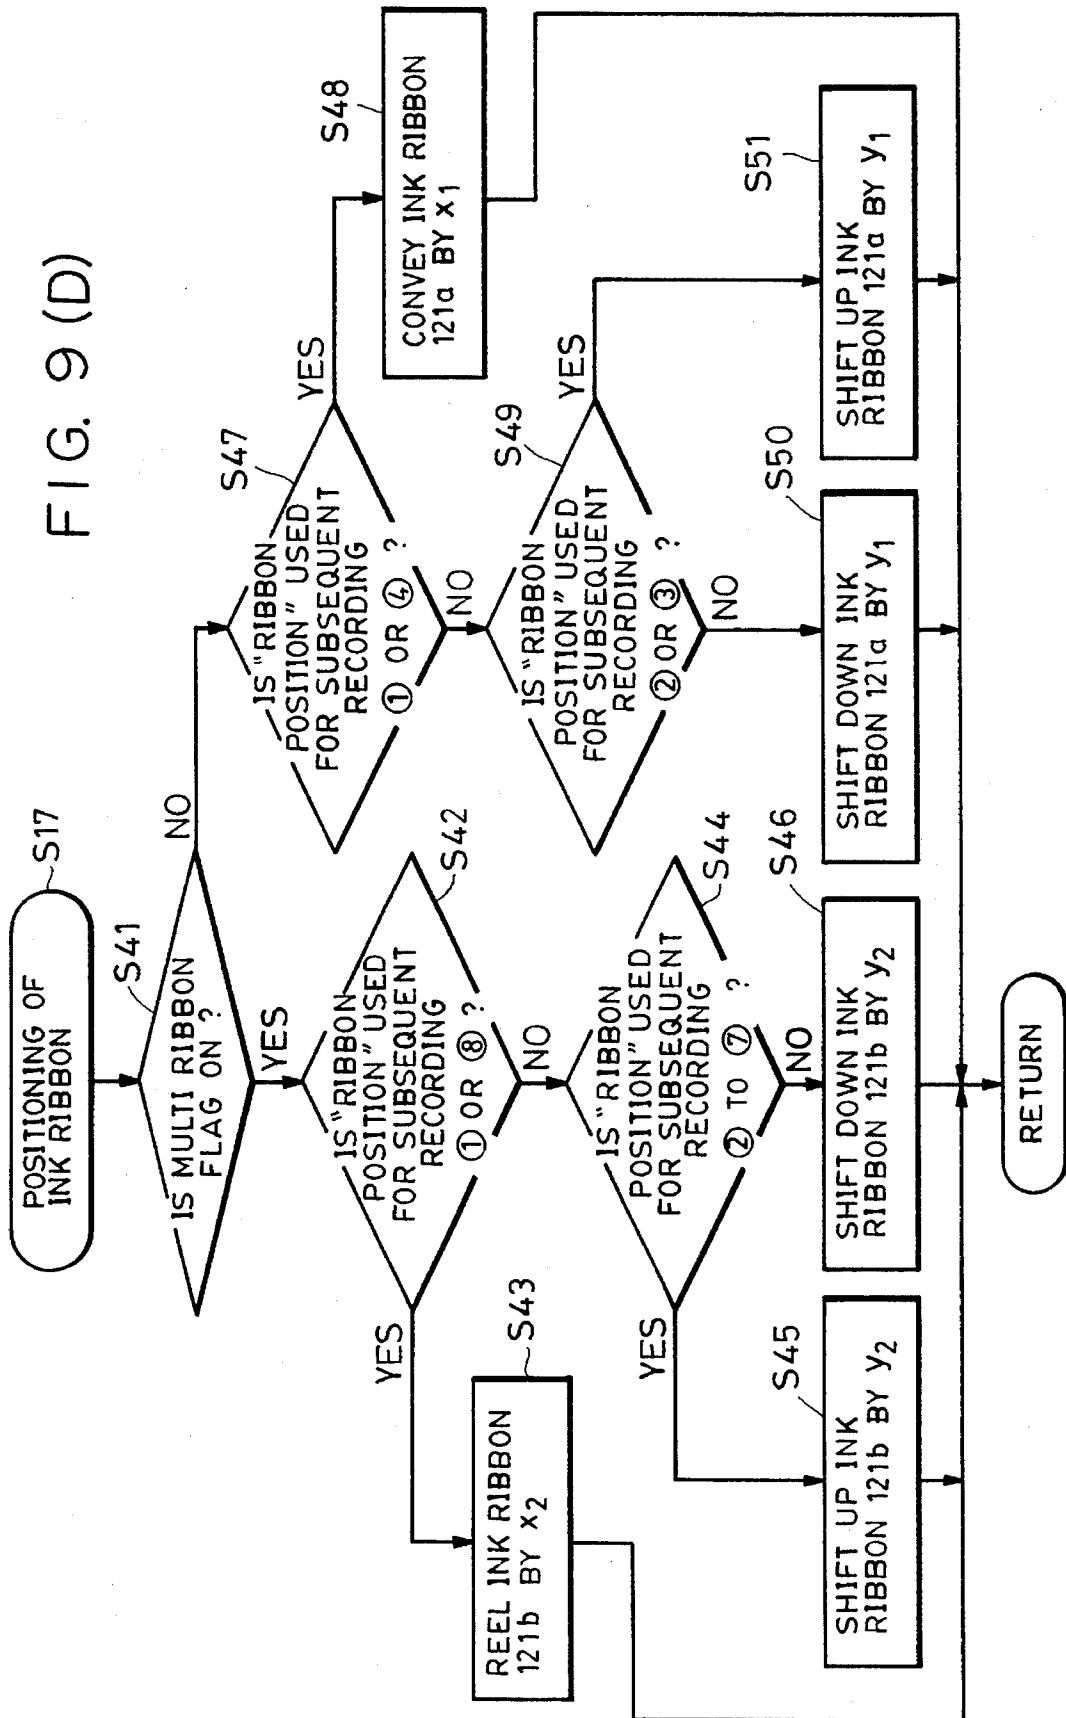 FIG. 9 (D)
POSITIONING OF
INK RIBBON
S17
S41
IS MULTI RIBBON
FLAG ON ?
NO
YES
S42
IS "RIBBON
POSITION" USED
FOR SUBSEQUENT
RECORDING
① OR ⑧ ?
YES
NO
S43
REEL INK RIBBON
121b BY x2
S44
IS "RIBBON
POSITION" USED
FOR SUBSEQUENT
RECORDING
② TO ⑦ ?
YES
NO
S45
SHIFT UP INK
RIBBON 121b BY y2
S46
SHIFT DOWN INK
RIBBON 121b BY y2
S47
IS "RIBBON
POSITION" USED
FOR SUBSEQUENT
RECORDING
① OR ④ ?
YES
NO
S48
CONVEY INK RIBBON
121a BY x1
S49
IS "RIBBON
POSITION" USED
FOR SUBSEQUENT
RECORDING
② OR ③ ?
YES
NO
S50
SHIFT DOWN INK
RIBBON 121a BY y1
S51
SHIFT UP INK
RIBBON 121a BY y1
RETURN